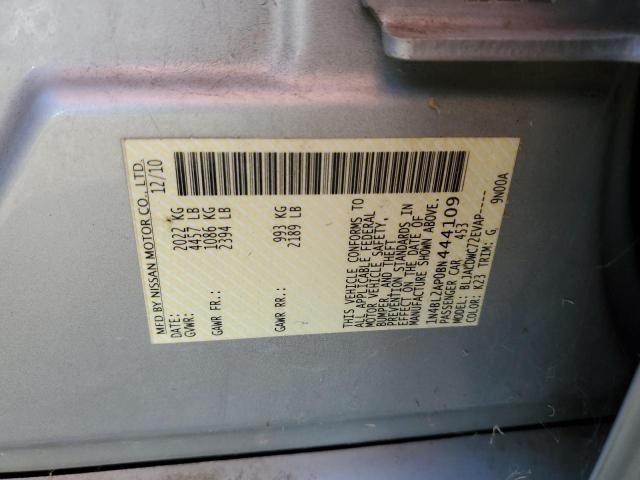 MFD BY NISSAN MOTOR CO., LTD.
DATE: 12/10
GVWR: 2022 KG
4457 LB
GAWR FR: 1086 KG
2394 LB
GAWR RR: 993 KG
2189 LB
THIS VEHICLE CONFORMS TO
ALL APPLICABLE FEDERAL
MOTOR VEHICLE SAFETY,
BUMPER, AND THEFT
PREVENTION STANDARDS IN
EFFECT ON THE DATE OF
MANUFACTURE SHOWN ABOVE.
1N4AL2AP0BN444109
PASSENGER CAR 453
MODEL: BLJALDWC72EVAP----
COLOR: K23 TRIM: G 9N00A